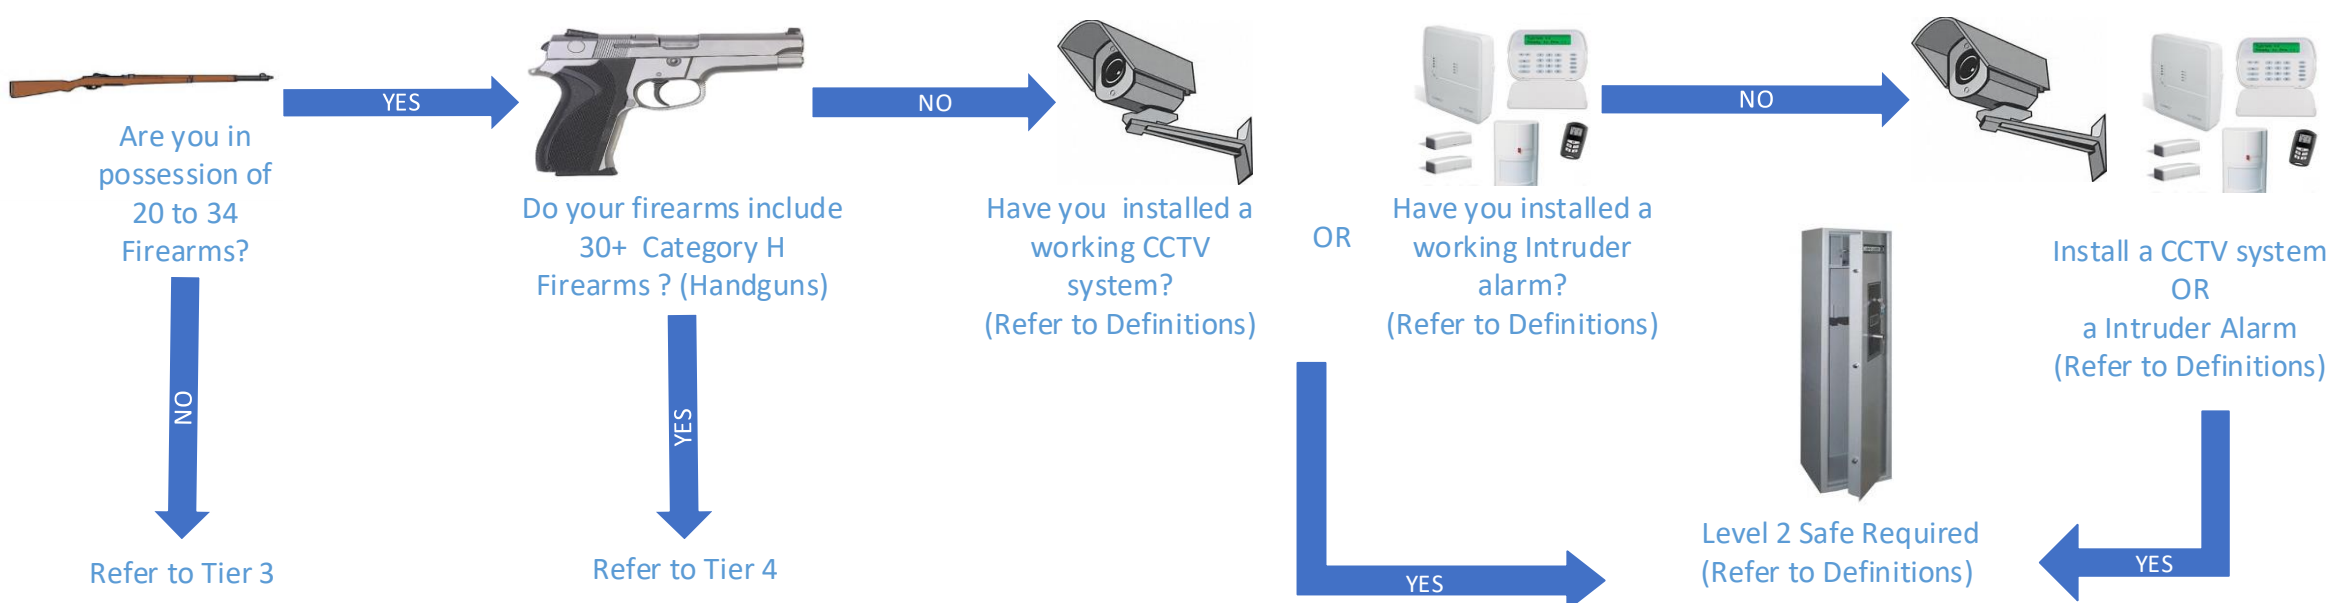 Are you in
possession of
20 to 34
Firearms?
YES
NO
Refer to Tier 3
Do your firearms include
30+ Category H
Firearms ? (Handguns)
NO
YES
Refer to Tier 4
Have you installed a
working CCTV
system?
(Refer to Definitions)
OR
Have you installed a
working Intruder
alarm?
(Refer to Definitions)
NO
YES
Install a CCTV system
OR
a Intruder Alarm
(Refer to Definitions)
YES
Level 2 Safe Required
(Refer to Definitions)